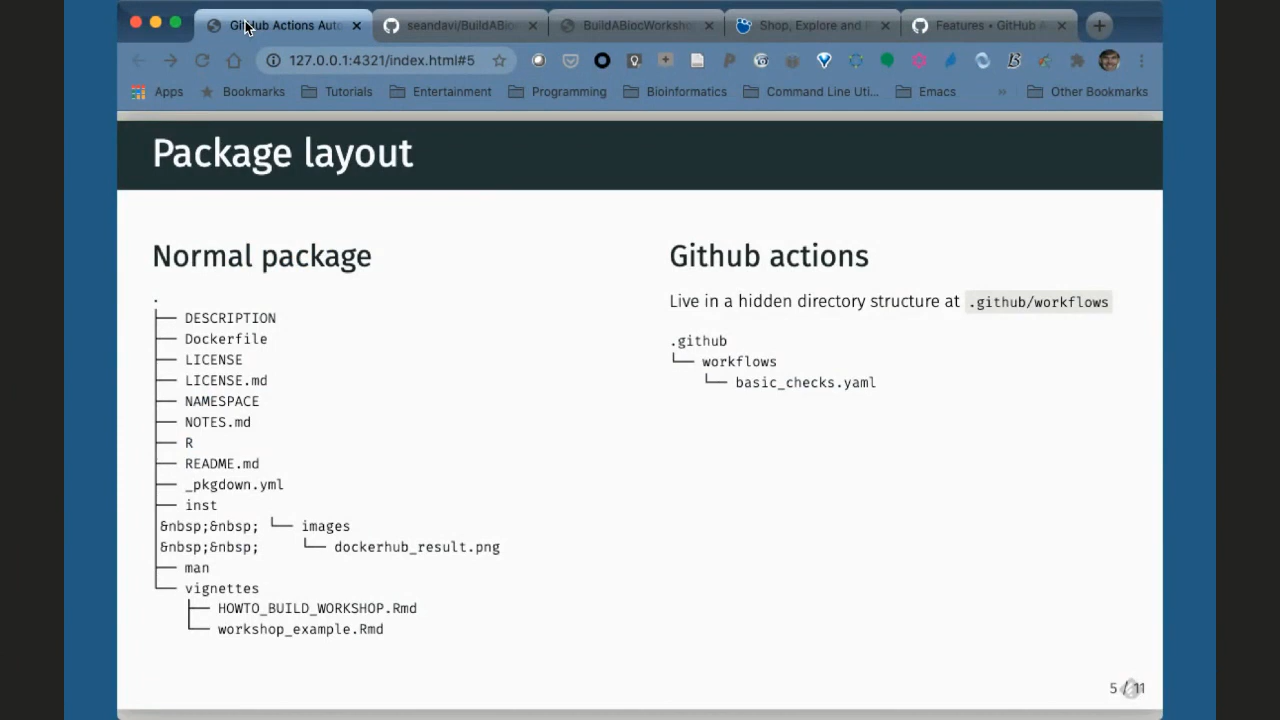 GitHub Actions Auto
seandavi/BuildABio
BuildABiocWorksho
Shop, Explore and
Features • GitHub
127.0.0.1:4321/index.html#5
Apps
Bookmarks
Tutorials
Entertainment
Programming
Bioinformatics
Command Line Uti...
Emacs
»
Other Bookmarks
Package layout
Normal package
.
├── DESCRIPTION
├── Dockerfile
├── LICENSE
├── LICENSE.md
├── NAMESPACE
├── NOTES.md
├── R
├── README.md
├── _pkgdown.yml
├── inst
│&nbsp;&nbsp; └── images
│&nbsp;&nbsp;     └── dockerhub_result.png
├── man
└── vignettes
    ├── HOWTO_BUILD_WORKSHOP.Rmd
    └── workshop_example.Rmd
Github actions
Live in a hidden directory structure at .github/workflows
.github
└── workflows
    └── basic_checks.yaml
5 / 11